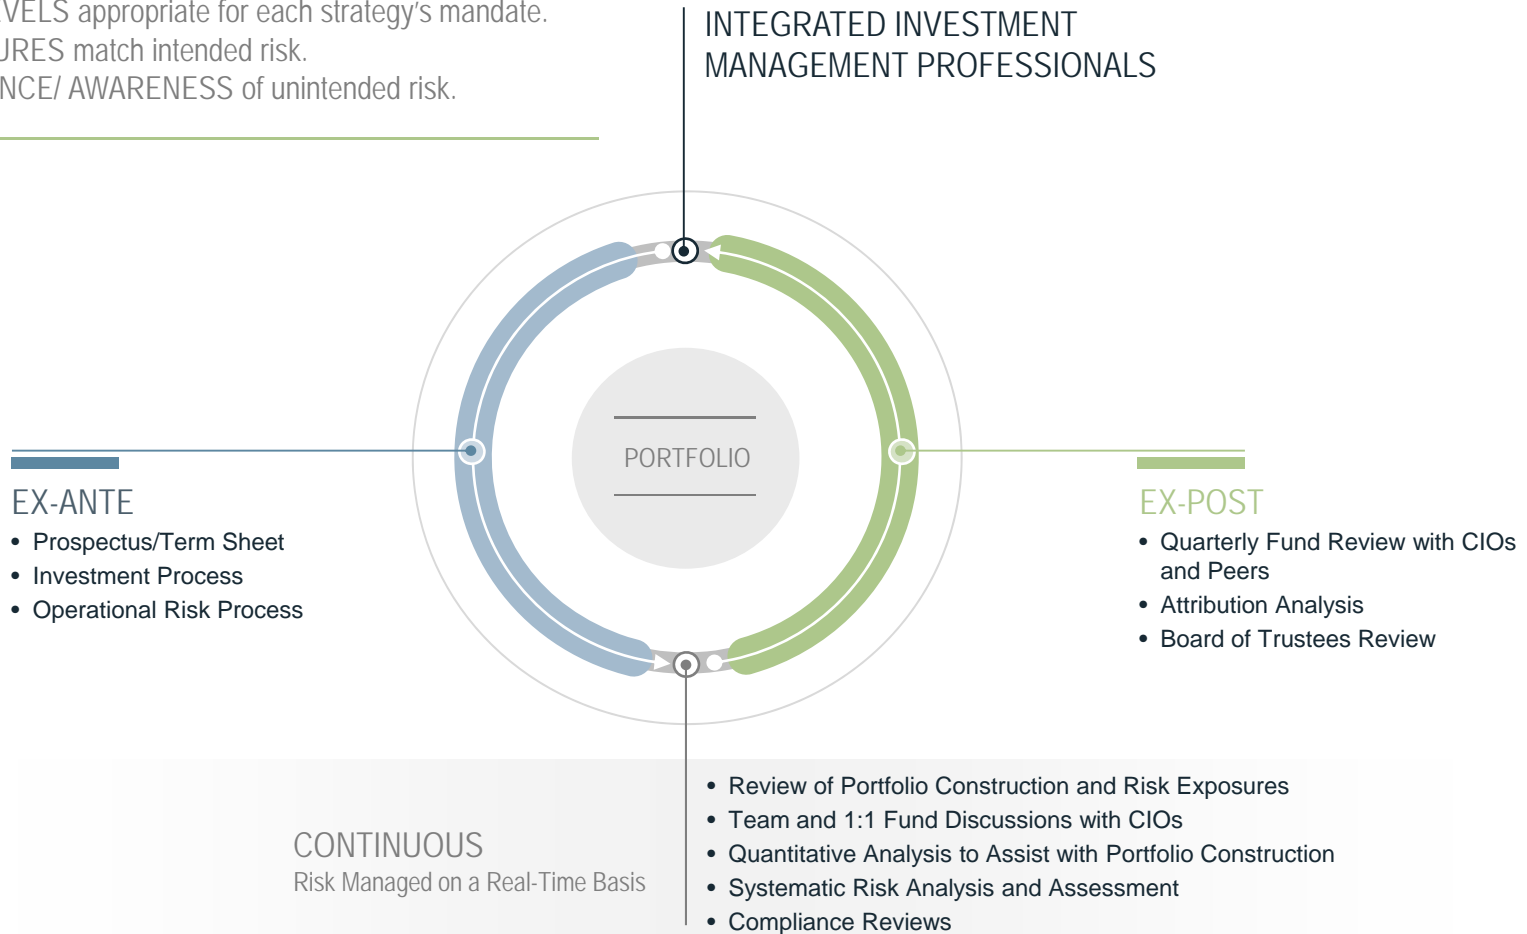 appropriate for each strategy's mandate.
match intended risk.
AWARENESS of unintended risk.
INTEGRATED INVESTMENT
MANAGEMENT PROFESSIONALS
PORTFOLIO
EX-ANTE
• Prospectus/Term Sheet
• Investment Process
• Operational Risk Process
EX-POST
• Quarterly Fund Review with CIOs
and Peers
• Attribution Analysis
• Board of Trustees Review
CONTINUOUS
Risk Managed on a Real-Time Basis
• Review of Portfolio Construction and Risk Exposures
• Team and 1:1 Fund Discussions with CIOs
• Quantitative Analysis to Assist with Portfolio Construction
• Systematic Risk Analysis and Assessment
• Compliance Reviews